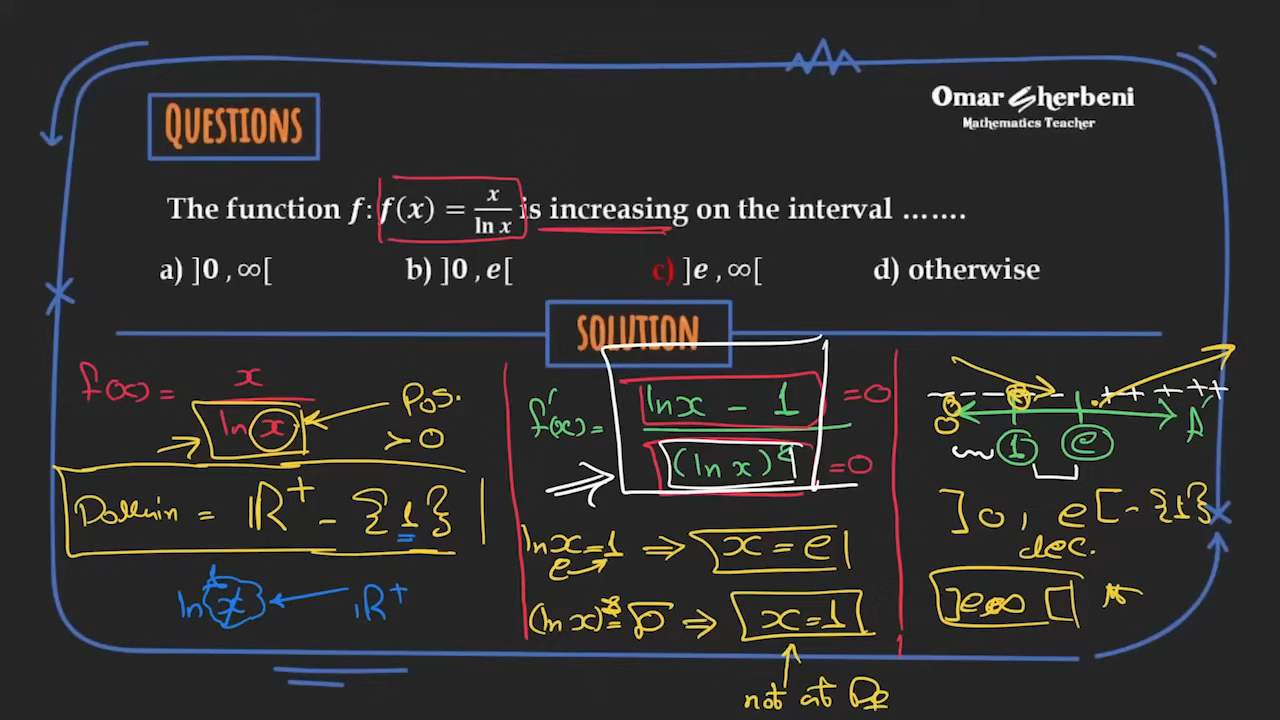 Omar Sherbeni
Mathematics Teacher
QUESTIONS
The function f: f(x) = x / ln x is increasing on the interval .......
a) ]0 , ∞[ b) ]0 , e[ c) ]e , ∞[ d) otherwise
SOLUTION
f(x) = x / ln x
Pos.
> 0
Domain = ℝ⁺ - {1}
ln x ← ℝ⁺
f'(x) = (ln x - 1) / (ln x)² = 0 = 0
ln x = 1 ⇒ x = e
(ln x)² = 0 ⇒ x = 1
not at Df
- - - - - ++ + ++
0 1 e f'
]0, e[ - {1}
dec.
]e, ∞[